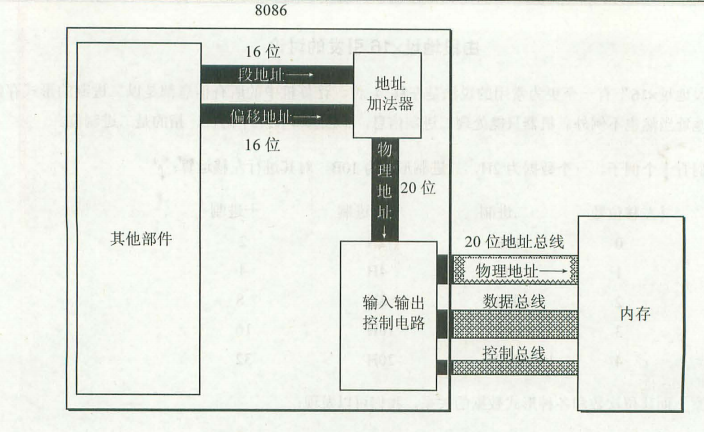 8086
16 位
段地址
偏移地址
16 位
地址
加法器
物理地址
20 位
其他部件
输入输出
控制电路
20 位地址总线
物理地址
数据总线
控制总线
内存